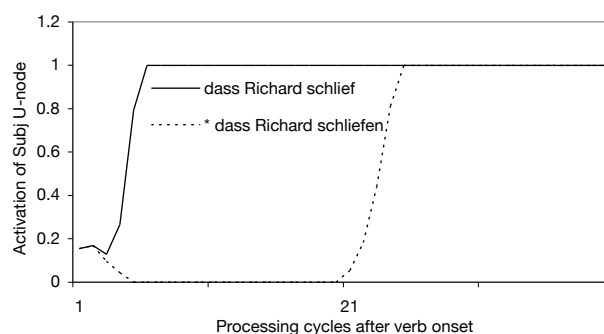 1.2
1
0.8
0.6
0.4
0.2
0
Activation of Subj U-node
dass Richard schlief
* dass Richard schliefen
1
21
Processing cycles after verb onset